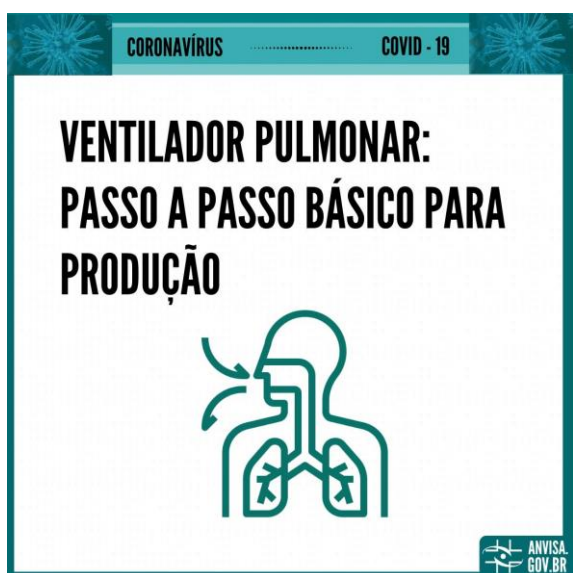 CORONAVÍRUS COVID - 19
VENTILADOR PULMONAR:
PASSO A PASSO BÁSICO PARA
PRODUÇÃO
ANVISA.
GOV.BR